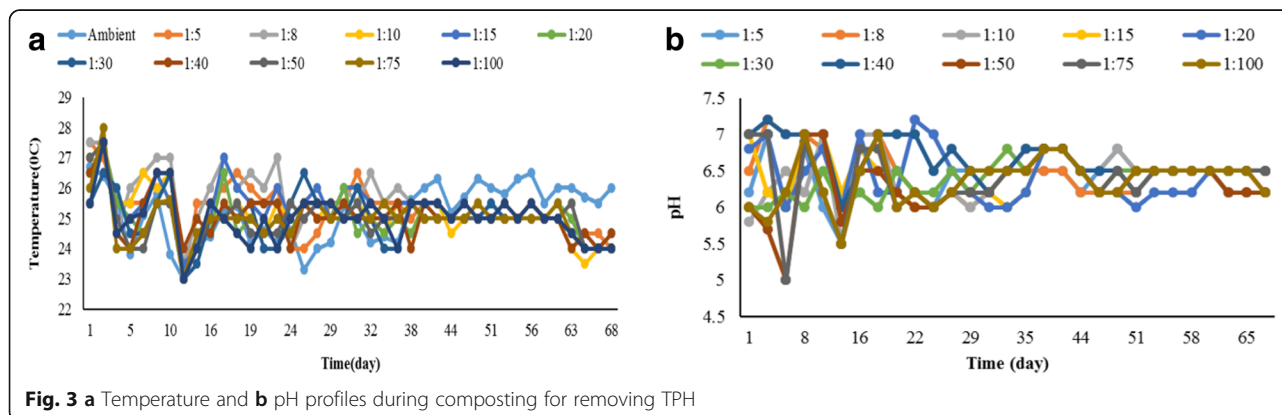 a
Ambient 1:5 1:8 1:10 1:15 1:20
1:30 1:40 1:50 1:75 1:100
29
28
27
26
25
24
23
22
Temperature(0C)
1 5 10 16 19 24 29 32 38 44 51 56 63 68
Time(day)
b
1:5 1:8 1:10 1:15 1:20
1:30 1:40 1:50 1:75 1:100
7.5
7
6.5
6
5.5
5
4.5
pH
1 8 16 22 29 35 44 51 58 65
Time (day)
Fig. 3 a Temperature and b pH profiles during composting for removing TPH